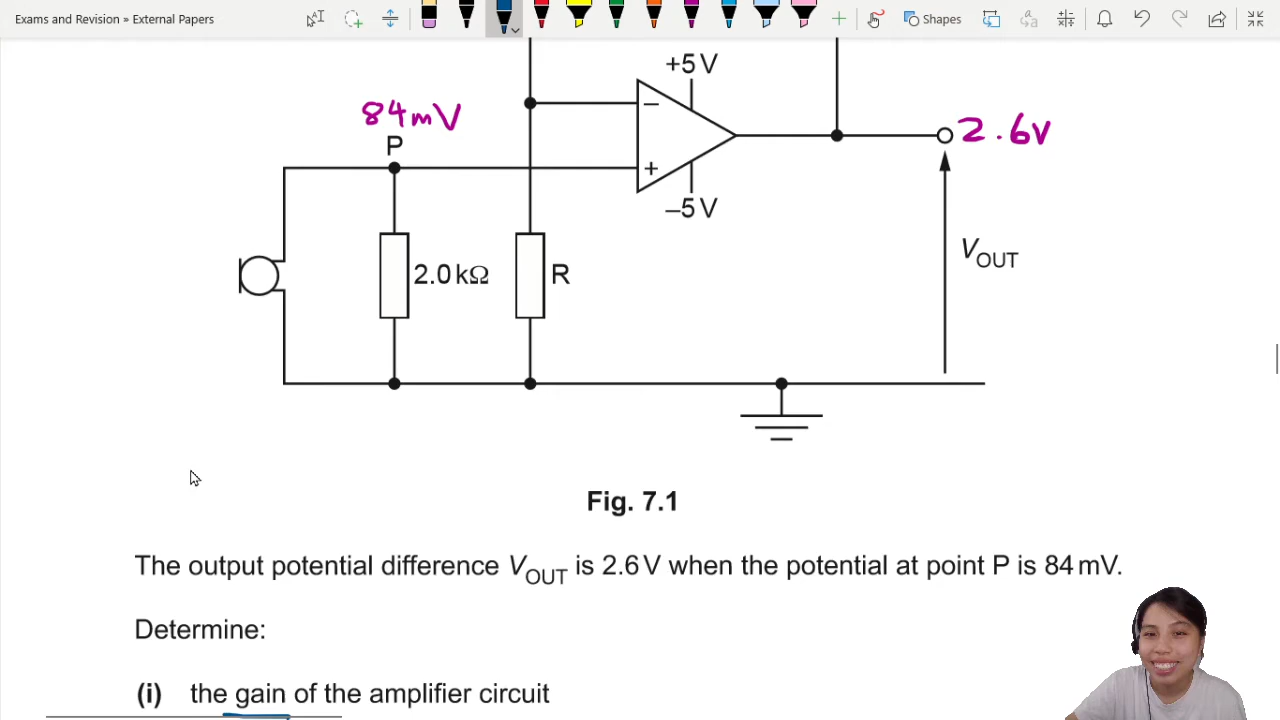 Exams and Revision » External Papers
Shapes
+5 V
84mV
P
−
2.6V
+
–5 V
V OUT
2.0 kΩ
R
Fig. 7.1
The output potential difference V OUT is 2.6 V when the potential at point P is 84 mV.
Determine:
(i) the gain of the amplifier circuit